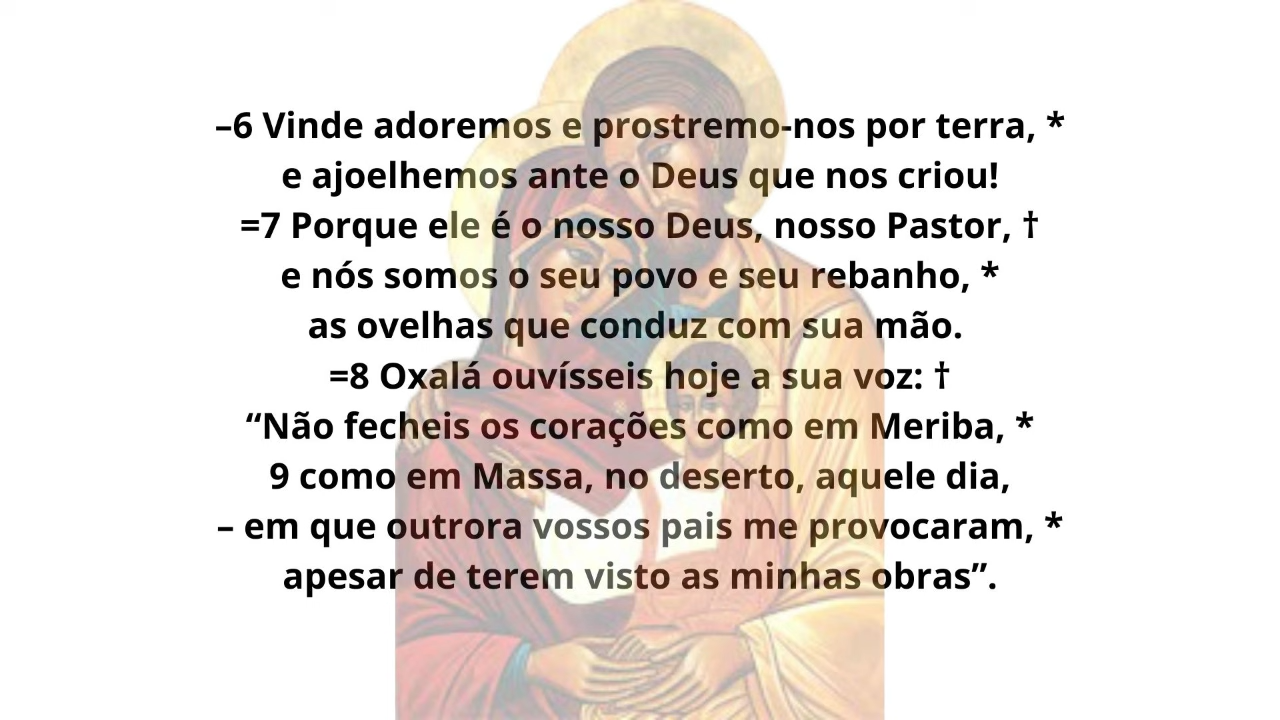 –6 Vinde adoremos e prostremo-nos por terra, *
e ajoelhemos ante o Deus que nos criou!
=7 Porque ele é o nosso Deus, nosso Pastor, †
e nós somos o seu povo e seu rebanho, *
as ovelhas que conduz com sua mão.
=8 Oxalá ouvísseis hoje a sua voz: †
“Não fecheis os corações como em Meriba, *
9 como em Massa, no deserto, aquele dia,
– em que outrora vossos pais me provocaram, *
apesar de terem visto as minhas obras”.